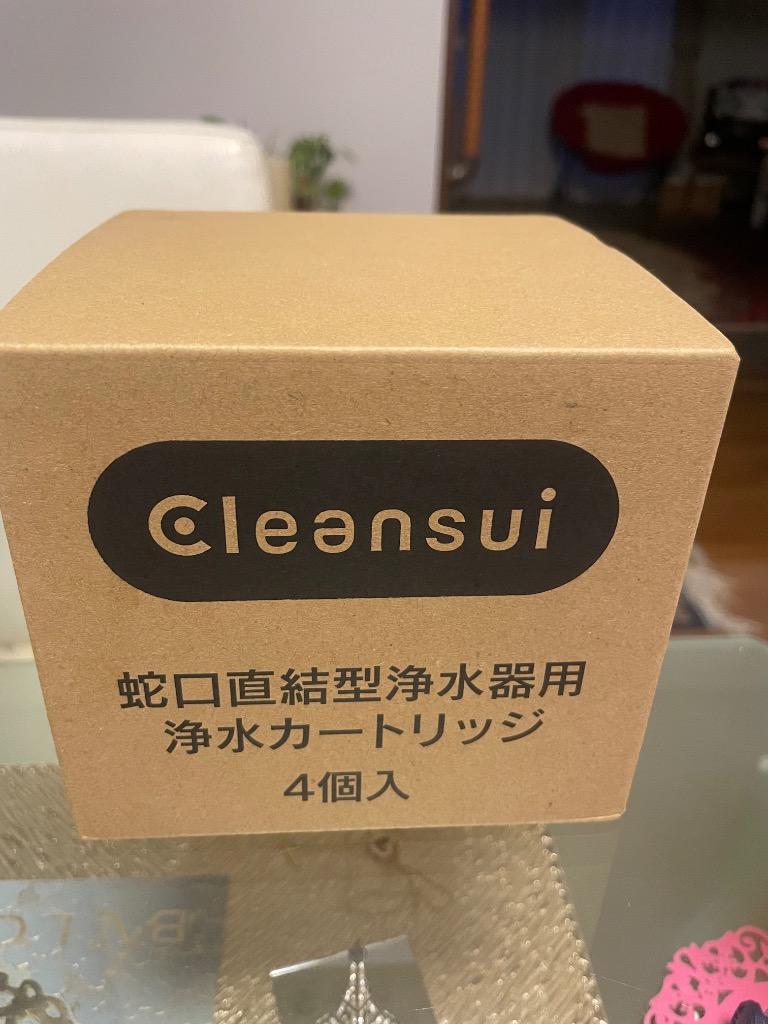 Cleansui
蛇口直結型浄水器用
浄水カートリッジ
4個入